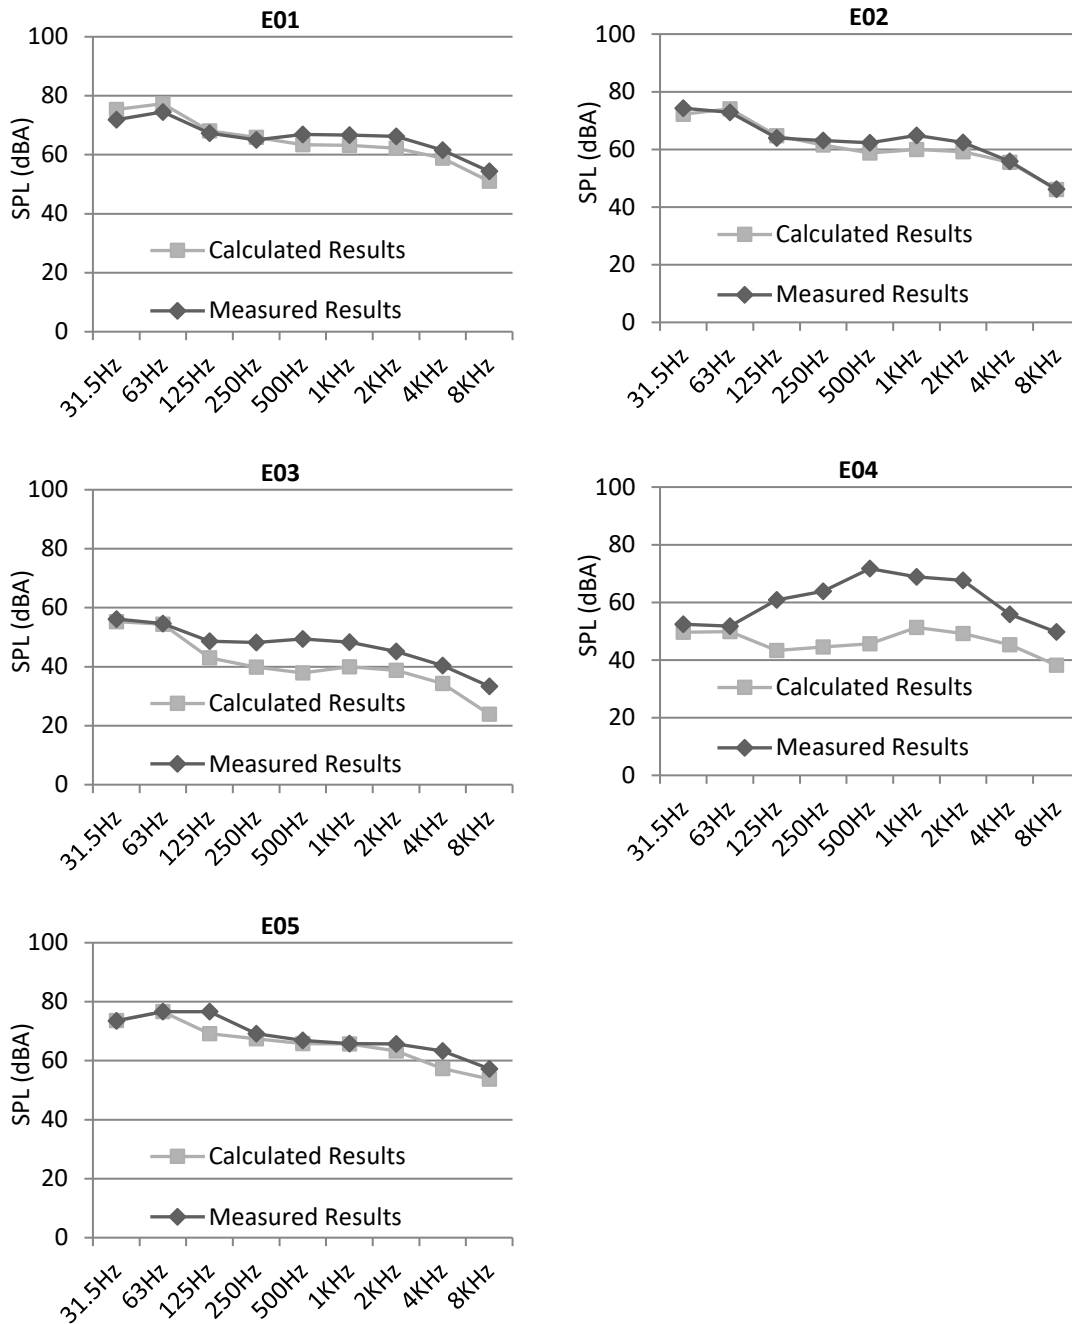 E01
100
80
60
40
20
0
SPL (dBA)
Calculated Results
Measured Results
31.5Hz
63Hz
125Hz
250Hz
500Hz
1KHz
2KHz
4KHz
8KHz
E02
100
80
60
40
20
0
SPL (dBA)
Calculated Results
Measured Results
31.5Hz
63Hz
125Hz
250Hz
500Hz
1KHz
2KHz
4KHz
8KHz
E03
100
80
60
40
20
0
SPL (dBA)
Calculated Results
Measured Results
31.5Hz
63Hz
125Hz
250Hz
500Hz
1KHz
2KHz
4KHz
8KHz
E04
100
80
60
40
20
0
SPL (dBA)
Calculated Results
Measured Results
31.5Hz
63Hz
125Hz
250Hz
500Hz
1KHz
2KHz
4KHz
8KHz
E05
100
80
60
40
20
0
SPL (dBA)
Calculated Results
Measured Results
31.5Hz
63Hz
125Hz
250Hz
500Hz
1KHz
2KHz
4KHz
8KHz